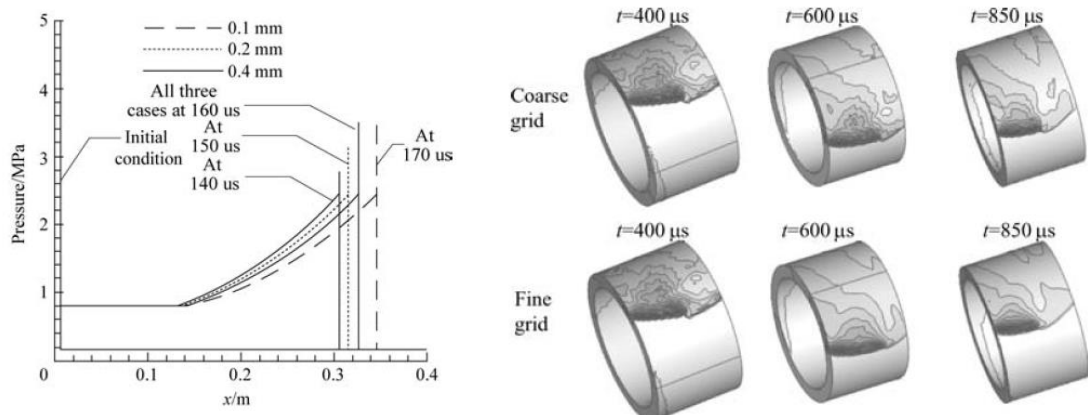 5
4
3
2
1
0
0.1
0.2
0.3
0.4
Pressure/MPa
x/m
0.1 mm
0.2 mm
0.4 mm
All three
cases at 160 us
Initial
condition
At
150 us
At
140 us
At
170 us
Coarse
grid
t=400 μs
t=600 μs
t=850 μs
Fine
grid
t=400 μs
t=600 μs
t=850 μs